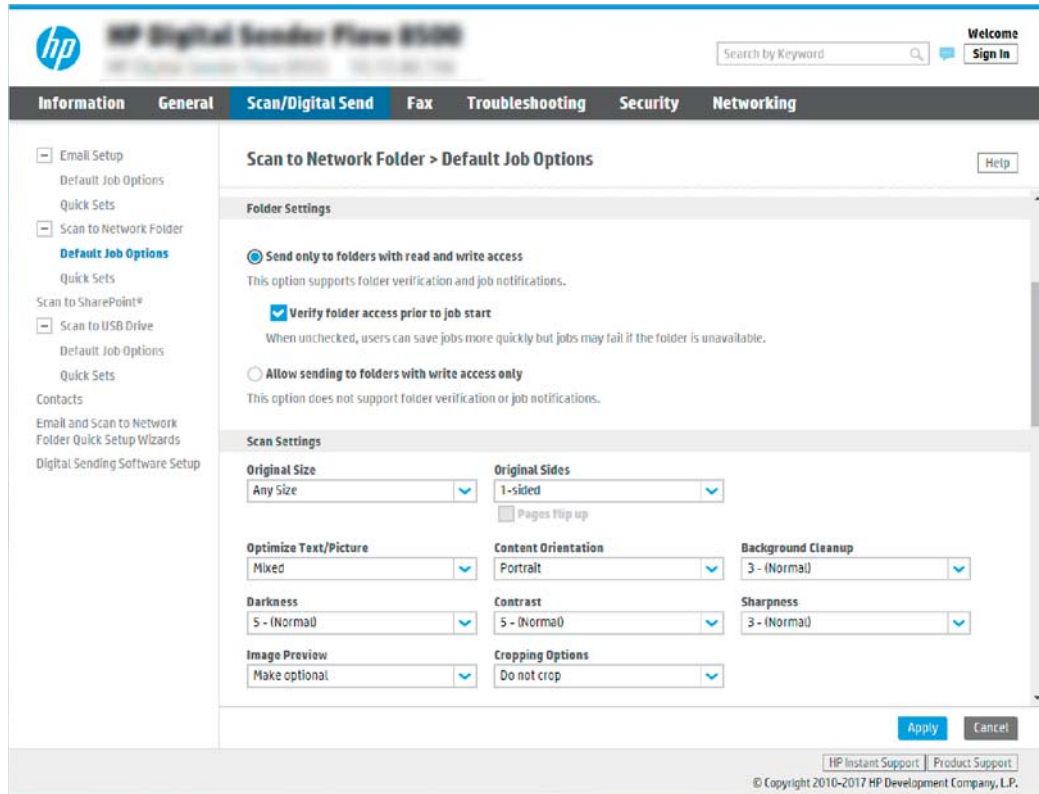 hp
Welcome
Search by Keyword
Sign In
Information General Scan/Digital Send Fax Troubleshooting Security Networking
Email Setup
Default Job Options
Quick Sets
Scan to Network Folder
Default Job Options
Quick Sets
Scan to SharePoint®
Scan to USB Drive
Default Job Options
Quick Sets
Contacts
Email and Scan to Network
Folder Quick Setup Wizards
Digital Sending Software Setup
Scan to Network Folder > Default Job Options
Help
Folder Settings
Send only to folders with read and write access
This option supports folder verification and job notifications.
Verify folder access prior to job start
When unchecked, users can save jobs more quickly but jobs may fail if the folder is unavailable.
Allow sending to folders with write access only
This option does not support folder verification or job notifications.
Scan Settings
Original Size Original Sides
Any Size 1-sided
Pages flip up
Optimize Text/Picture Content Orientation Background Cleanup
Mixed Portrait 3 - (Normal)
Darkness Contrast Sharpness
5 - (Normal) 5 - (Normal) 3 - (Normal)
Image Preview Cropping Options
Make optional Do not crop
Apply Cancel
HP Instant Support Product Support
© Copyright 2010-2017 HP Development Company, L.P.